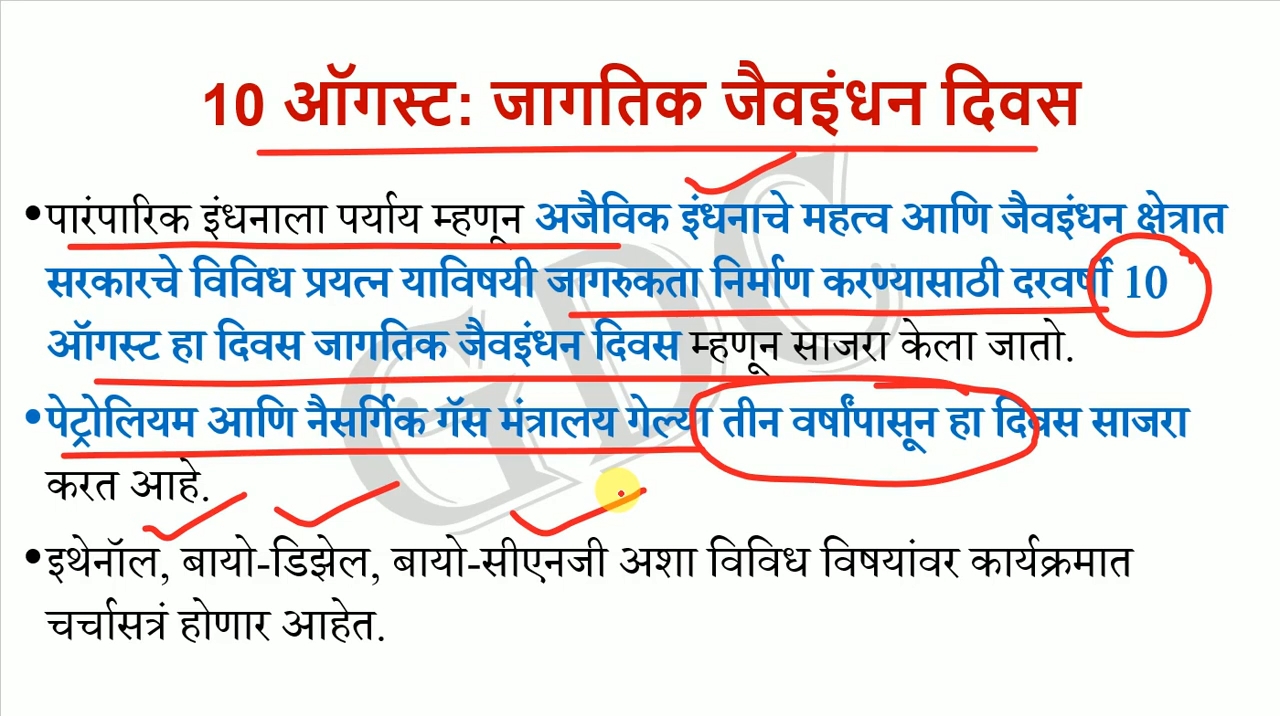 10 ऑगस्ट: जागतिक जैवइंधन दिवस
•पारंपारिक इंधनाला पर्याय म्हणून अजैविक इंधनाचे महत्व आणि जैवइंधन क्षेत्रात
सरकारचे विविध प्रयत्न याविषयी जागरुकता निर्माण करण्यासाठी दरवर्षी 10
ऑगस्ट हा दिवस जागतिक जैवइंधन दिवस म्हणून साजरा केला जातो.
•पेट्रोलियम आणि नैसर्गिक गॅस मंत्रालय गेल्या तीन वर्षांपासून हा दिवस साजरा
करत आहे.
•इथेनॉल, बायो-डिझेल, बायो-सीएनजी अशा विविध विषयांवर कार्यक्रमात
चर्चासत्रं होणार आहेत.
GDC